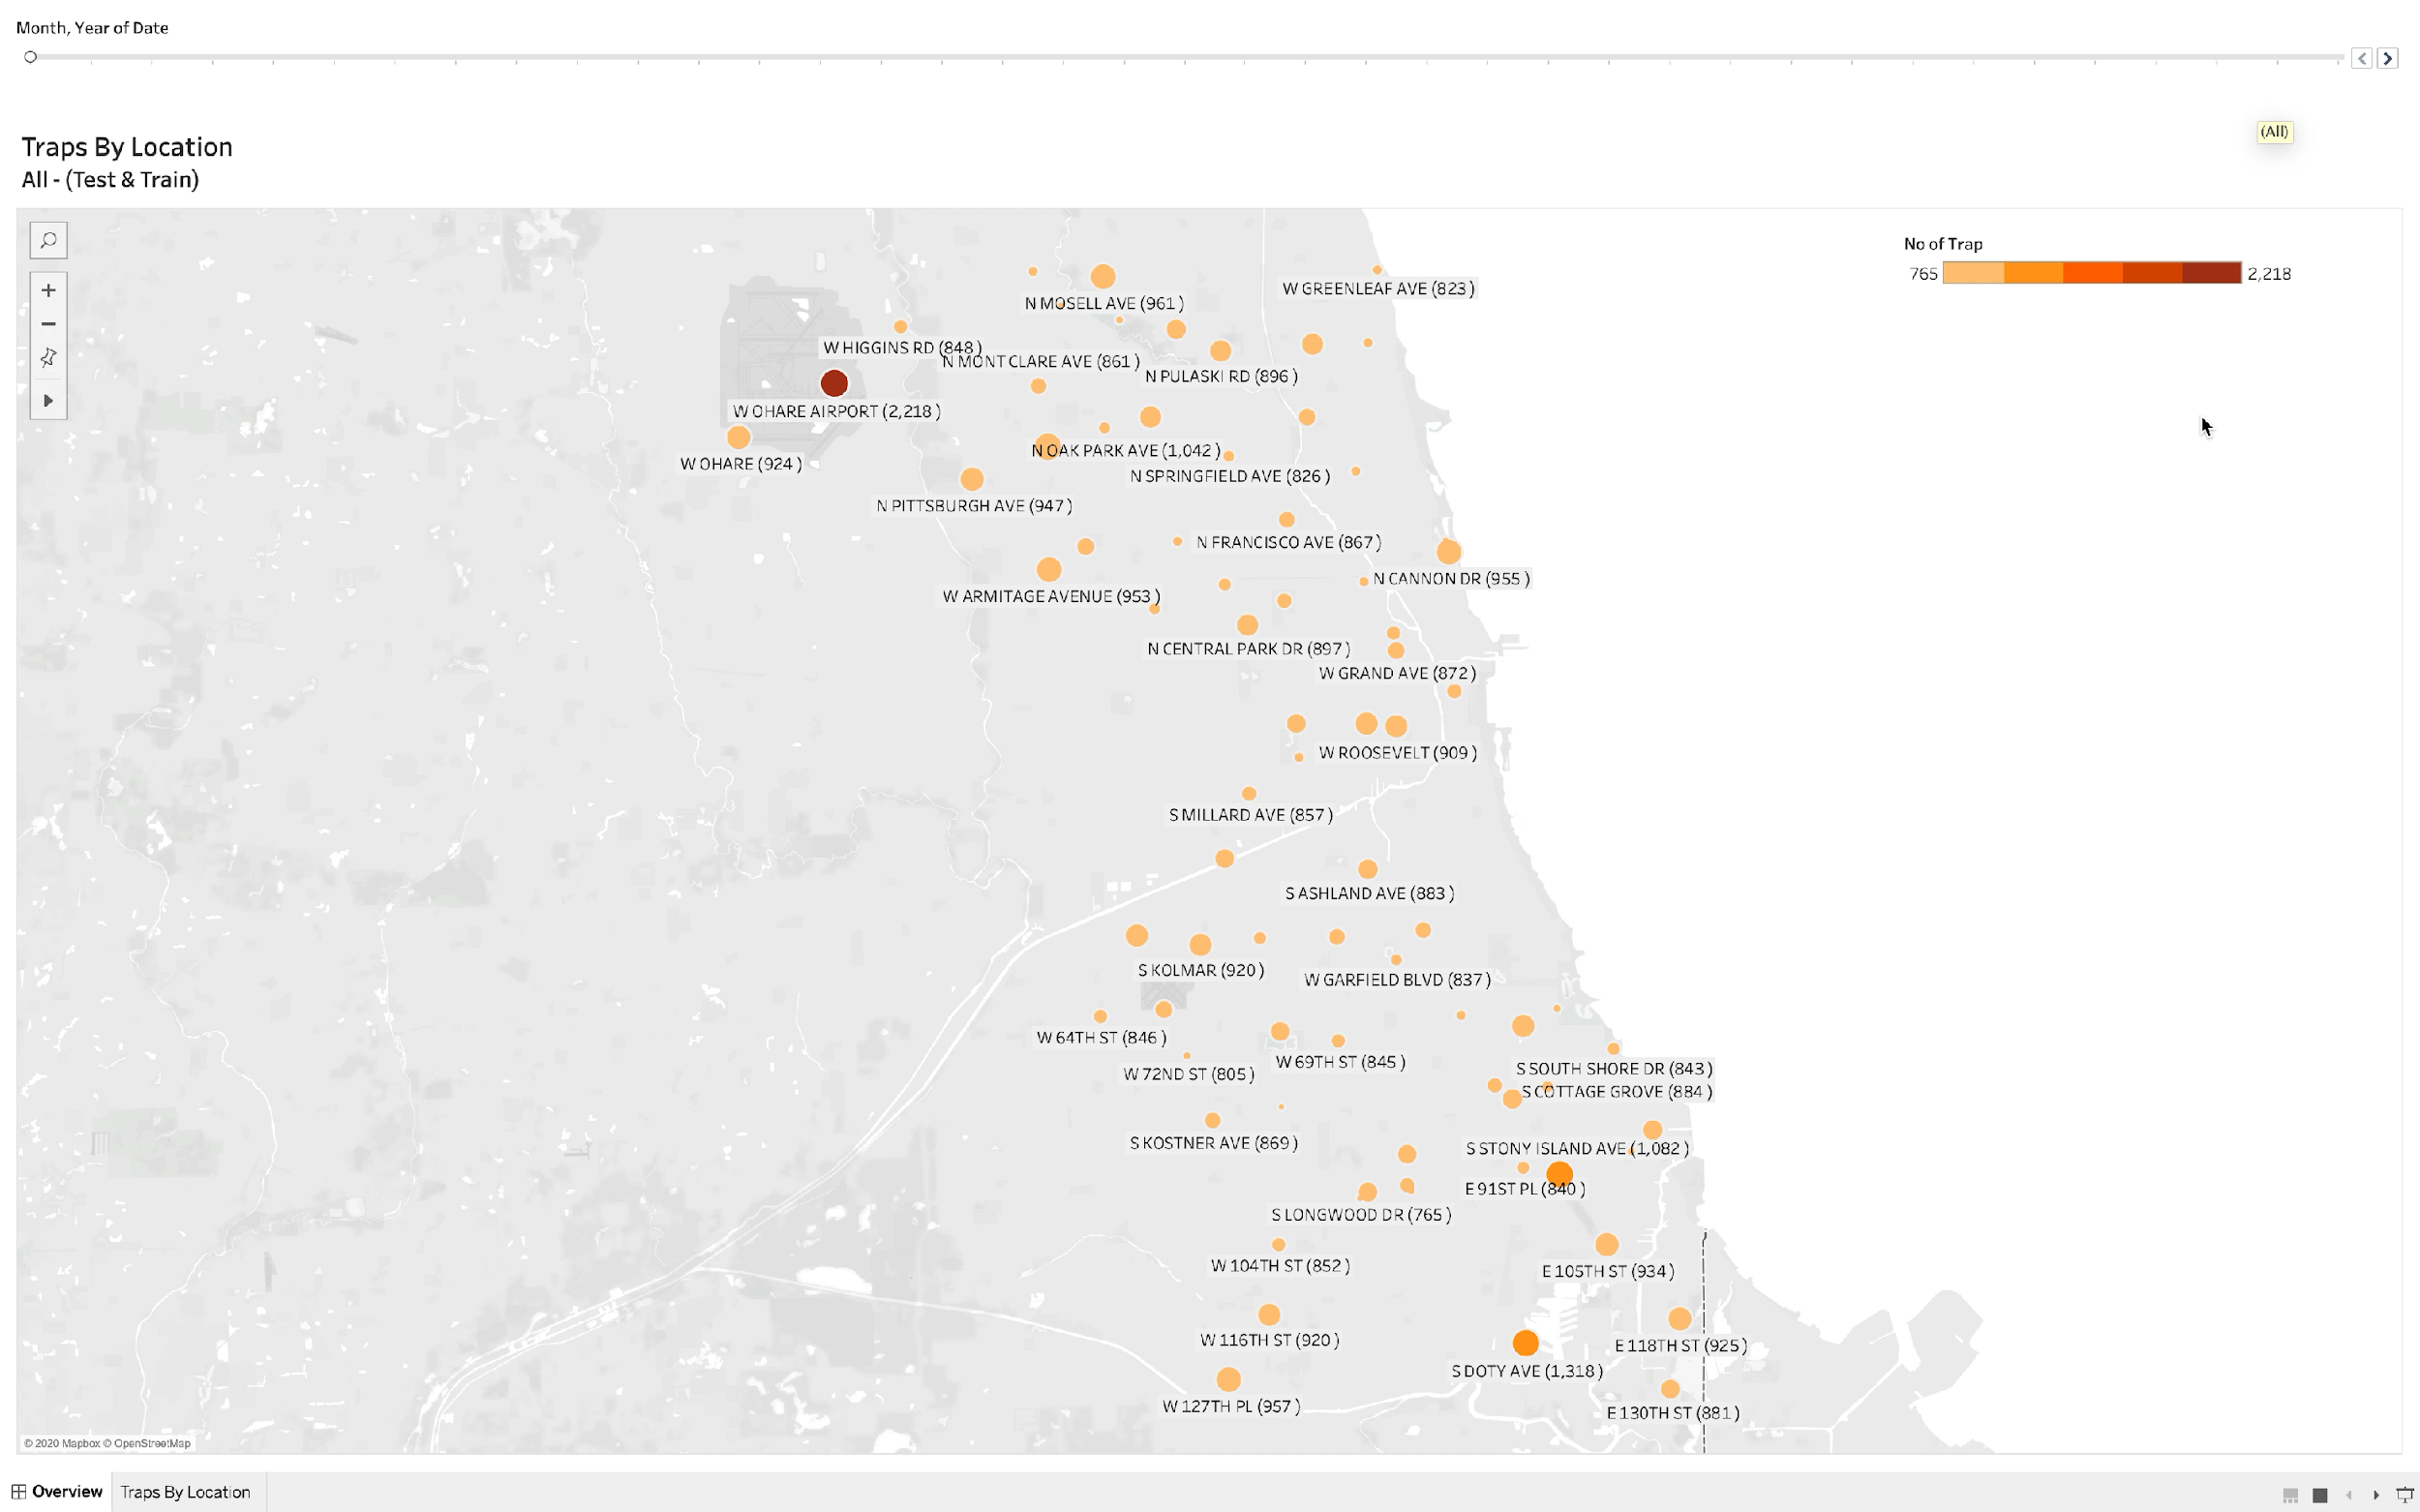 Month, Year of Date
(All)
Traps By Location
All - (Test & Train)
No of Trap
765
2,218
W GREENLEAF AVE (823)
N MOSELL AVE (961)
W HIGGINS RD (848)
N MONT CLARE AVE (861)
N PULASKI RD (896)
W OHARE AIRPORT (2,218)
N OAK PARK AVE (1,042)
W OHARE (924)
N SPRINGFIELD AVE (826)
N PITTSBURGH AVE (947)
N FRANCISCO AVE (867)
N CANNON DR (955)
W ARMITAGE AVENUE (953)
N CENTRAL PARK DR (897)
W GRAND AVE (872)
W ROOSEVELT (909)
S MILLARD AVE (857)
S ASHLAND AVE (883)
S KOLMAR (920)
W GARFIELD BLVD (837)
W 64TH ST (846)
W 69TH ST (845)
S SOUTH SHORE DR (843)
W 72ND ST (805)
S COTTAGE GROVE (884)
S KOSTNER AVE (869)
S STONY ISLAND AVE (1,082)
E 91ST PL (840)
S LONGWOOD DR (765)
W 104TH ST (852)
E 105TH ST (934)
W 116TH ST (920)
E 118TH ST (925)
S DOTY AVE (1,318)
W 127TH PL (957)
E 130TH ST (881)
© 2020 Mapbox © OpenStreetMap
Overview
Traps By Location